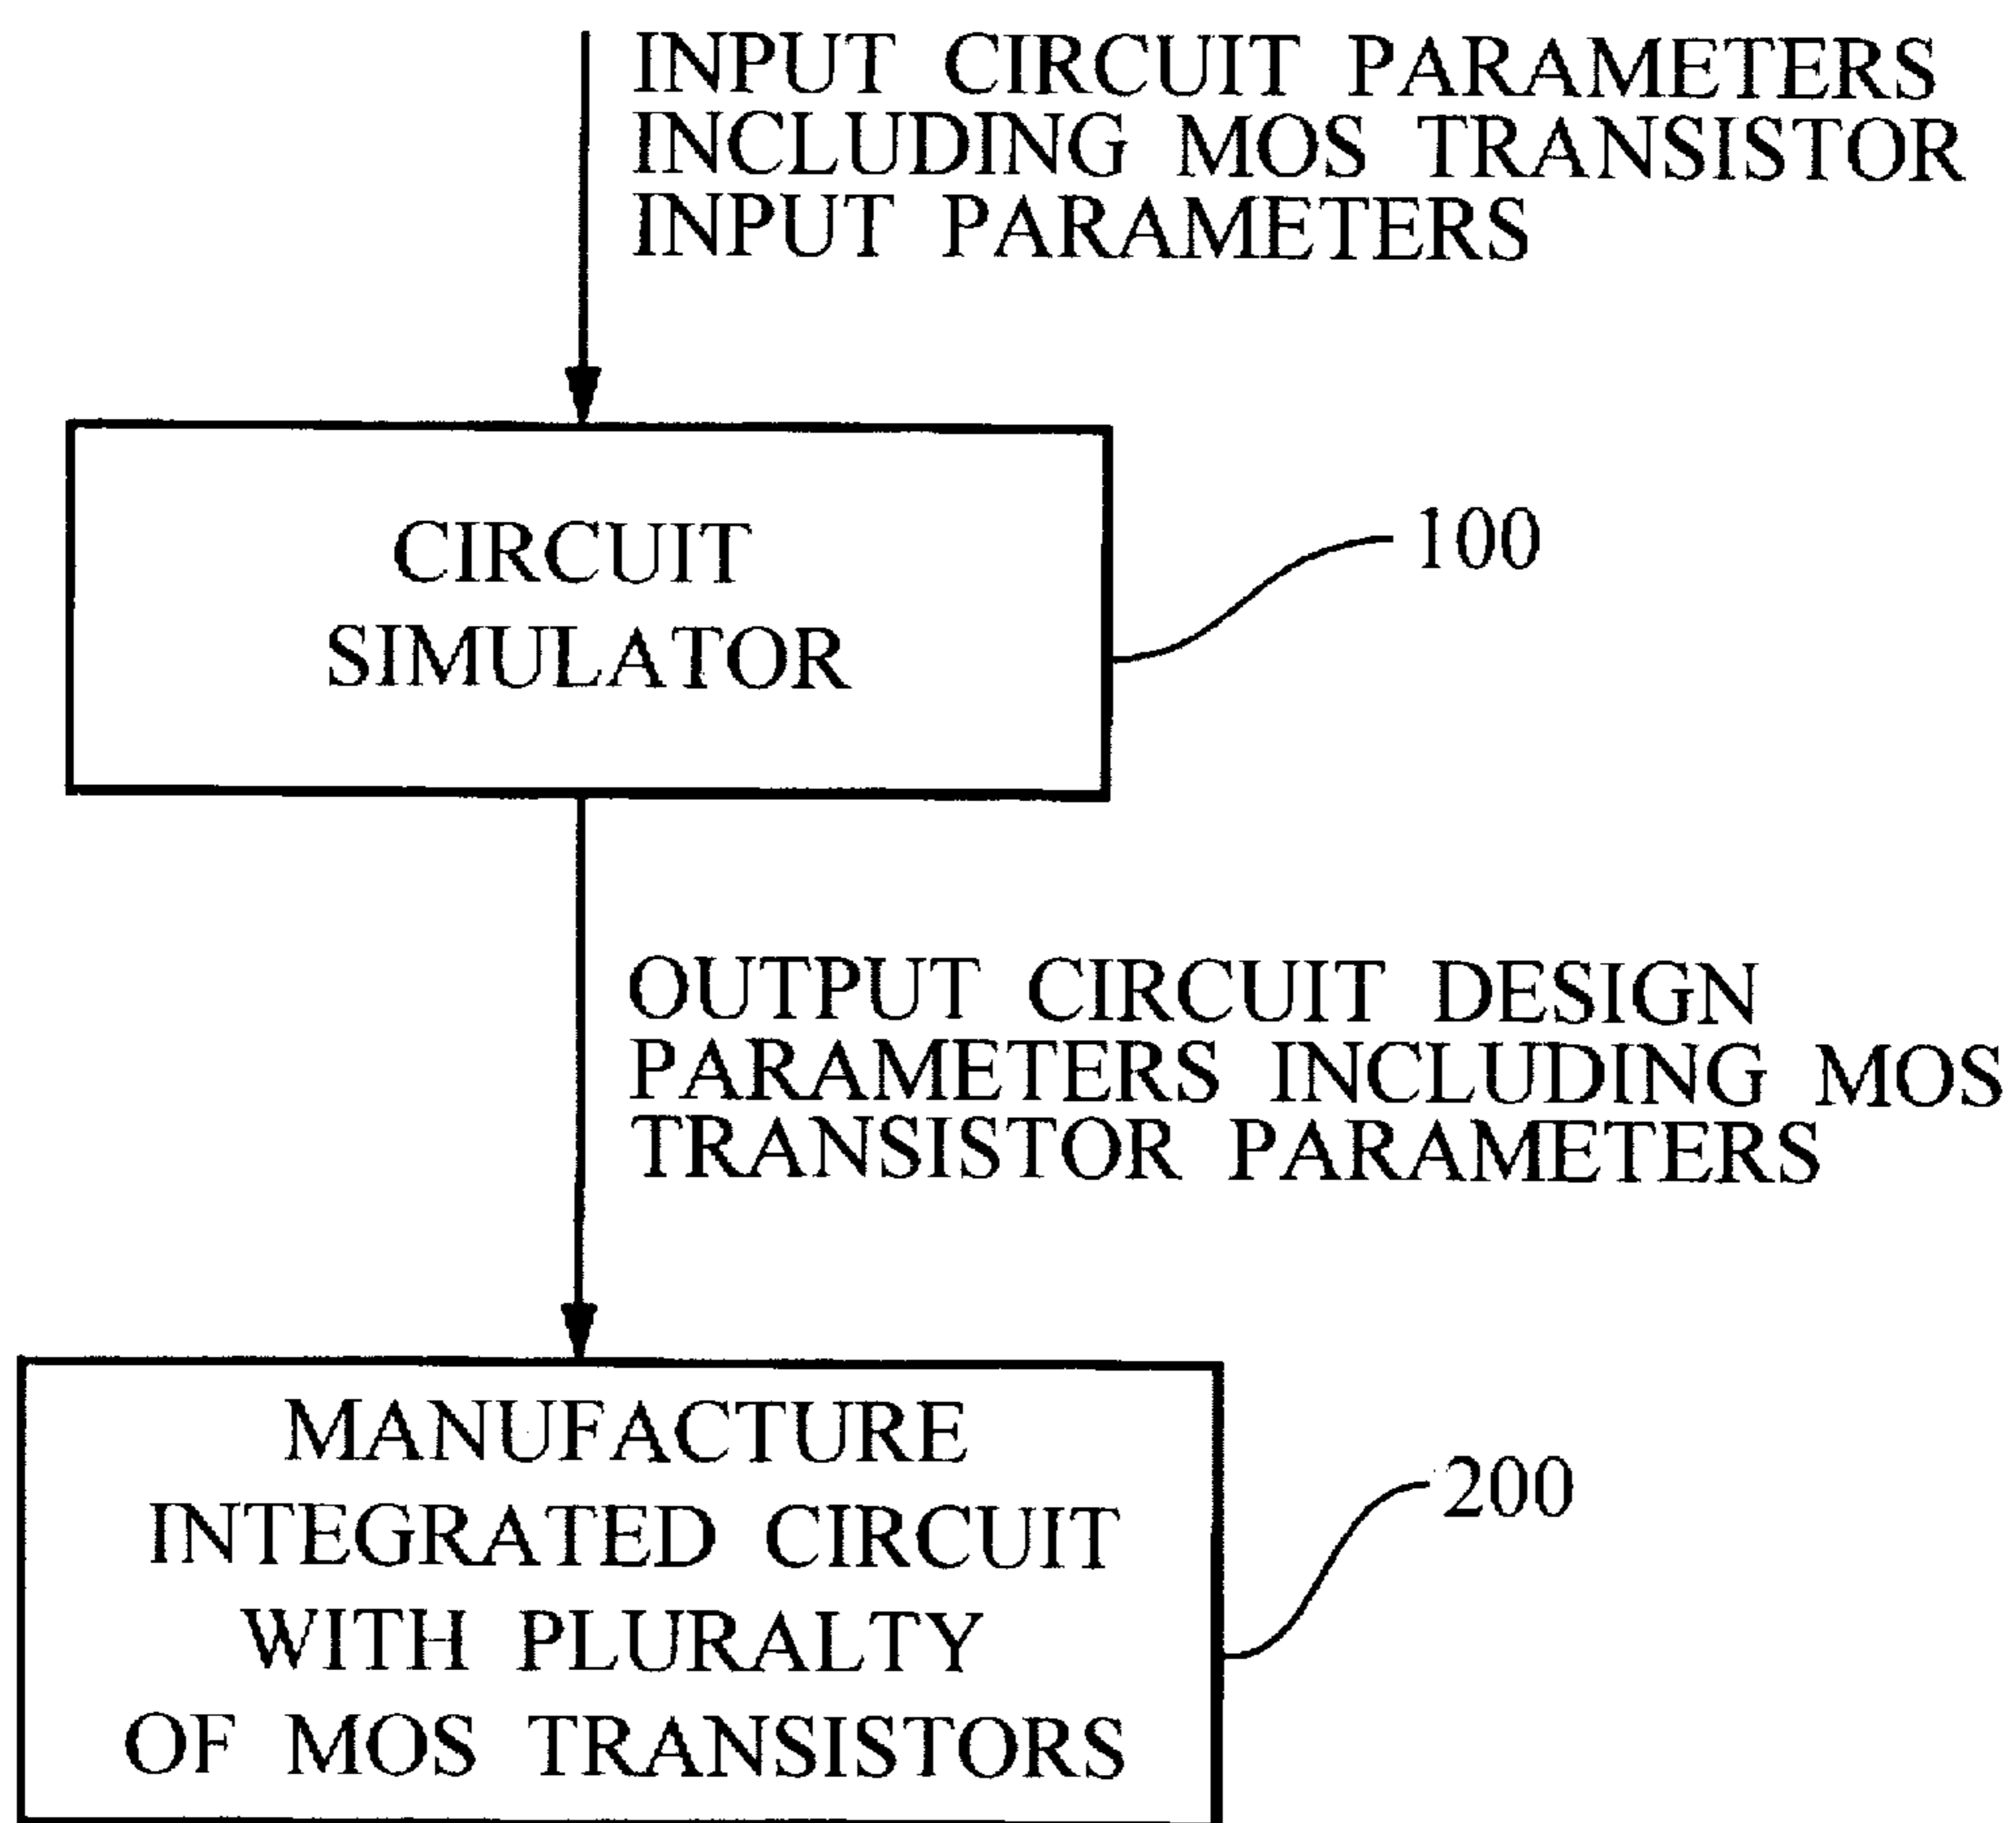 INPUT CIRCUIT PARAMETERS
INCLUDING MOS TRANSISTOR
INPUT PARAMETERS
CIRCUIT
SIMULATOR
100
OUTPUT CIRCUIT DESIGN
PARAMETERS INCLUDING MOS
TRANSISTOR PARAMETERS
MANUFACTURE
INTEGRATED CIRCUIT
WITH PLURALTY
OF MOS TRANSISTORS
200